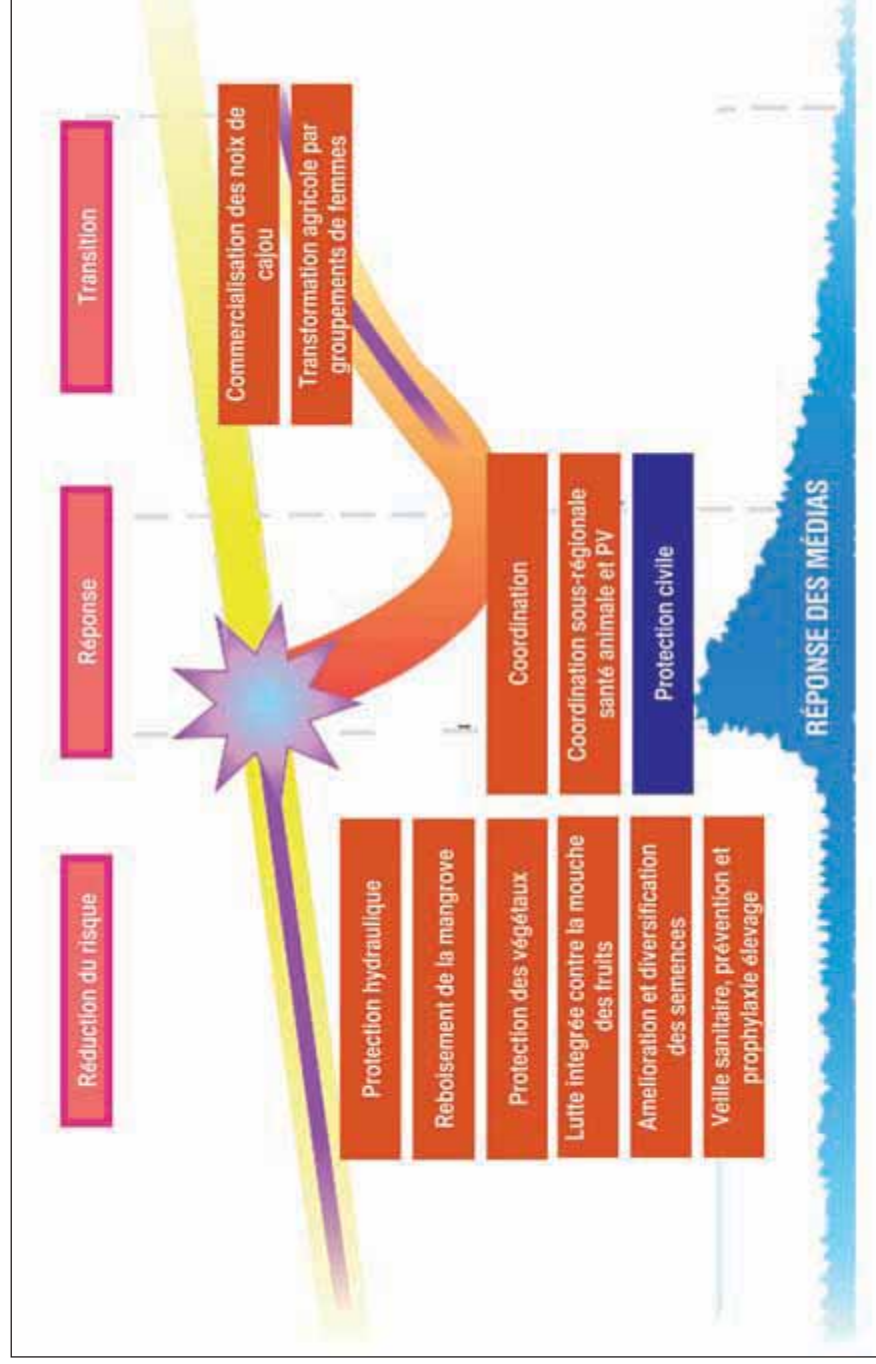 Réduction du risque
Réponse
Transition
Protection hydraulique
Reboisement de la mangrove
Protection des végétaux
Lutte integrée contre la mouche
des fruits
Amelioration et diversification
des semences
Veille sanitaire, prévention et
prophylaxie élevage
Coordination
Coordination sous-régionale
santé animale et PV
Protection civile
Commercialisation des noix de
cajou
Transformation agricole par
groupements de femmes
RÉPONSE DES MÉDIAS